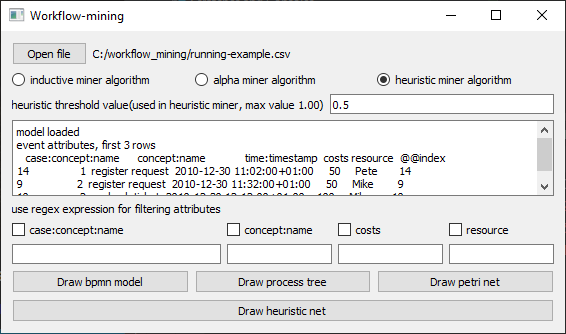 Workflow-mining
Open file C:/workflow_mining/running-example.csv
inductive miner algorithm alpha miner algorithm heuristic miner algorithm
heuristic threshold value(used in heuristic miner, max value 1.00) 0.5
model loaded
event attributes, first 3 rows
case:concept:name concept:name time:timestamp costs resource @@index
14 1 register request 2010-12-30 11:02:00+01:00 50 Pete 14
9 2 register request 2010-12-30 11:32:00+01:00 50 Mike 9
use regex expression for filtering attributes
case:concept:name concept:name costs resource
Draw bpmn model Draw process tree Draw petri net
Draw heuristic net